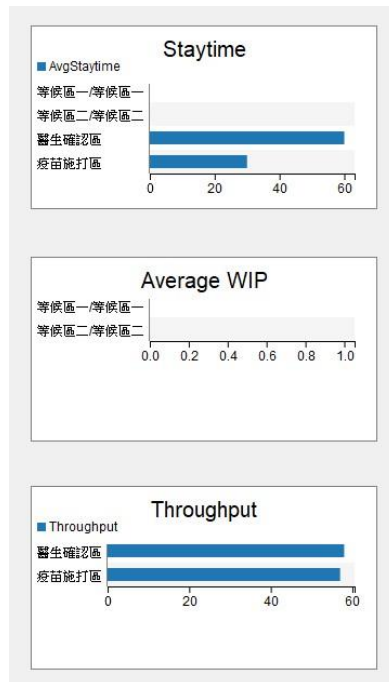 Staytime
AvgStaytime
等候區一/等候區一
等候區二/等候區二
醫生確認區
疫苗施打區
0 20 40 60
Average WIP
等候區一/等候區一
等候區二/等候區二
0.0 0.2 0.4 0.6 0.8 1.0
Throughput
Throughput
醫生確認區
疫苗施打區
0 20 40 60